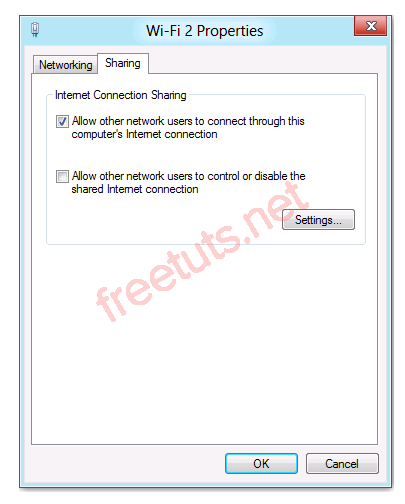 Wi-Fi 2 Properties
Networking
Sharing
Internet Connection Sharing
Allow other network users to connect through this
computer's Internet connection
Allow other network users to control or disable the
shared Internet connection
Settings...
freetuts.net
OK
Cancel